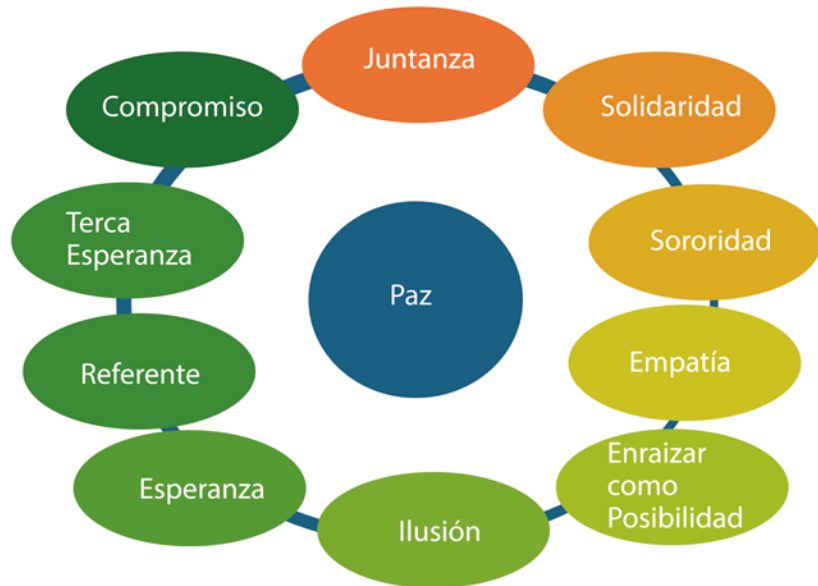 Juntanza
Compromiso
Solidaridad
Terca
Esperanza
Sororidad
Paz
Referente
Empatía
Esperanza
Enraizar
como
Posibilidad
Ilusión